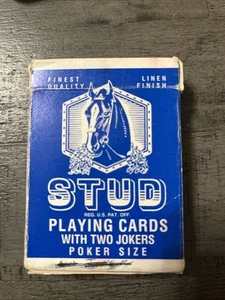 FINEST QUALITY
LINEN FINISH
STUD
REG. U.S. PAT. OFF.
PLAYING CARDS
WITH TWO JOKERS
POKER SIZE